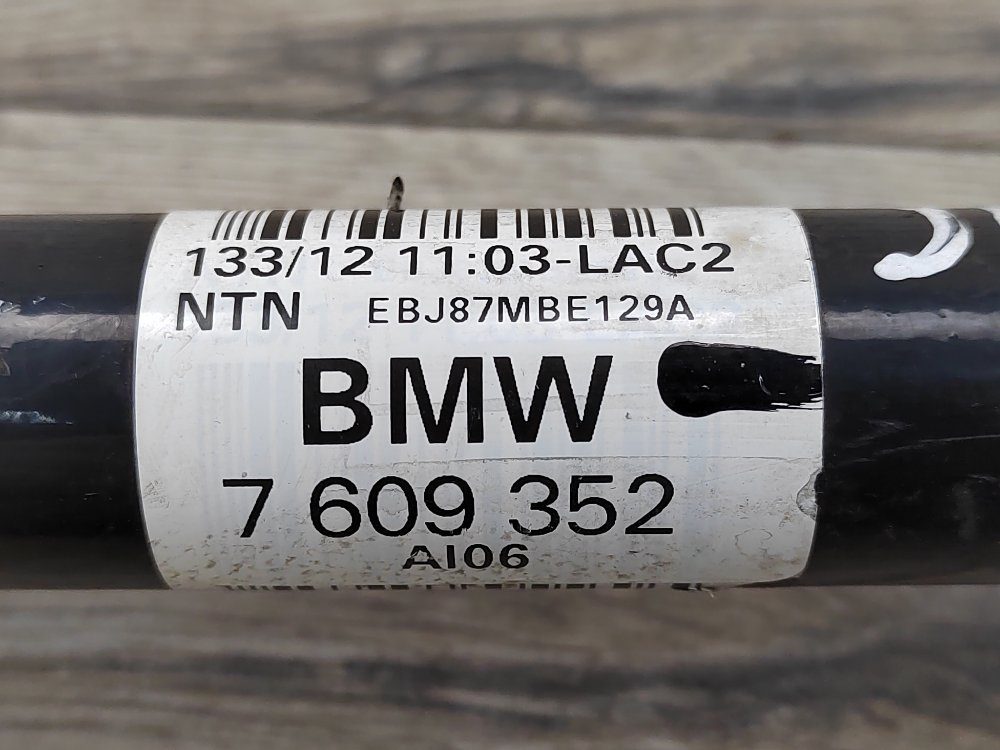 133/12 11:03-LAC2
NTN EBJ87MBE129A
BMW
7 609 352
AI06